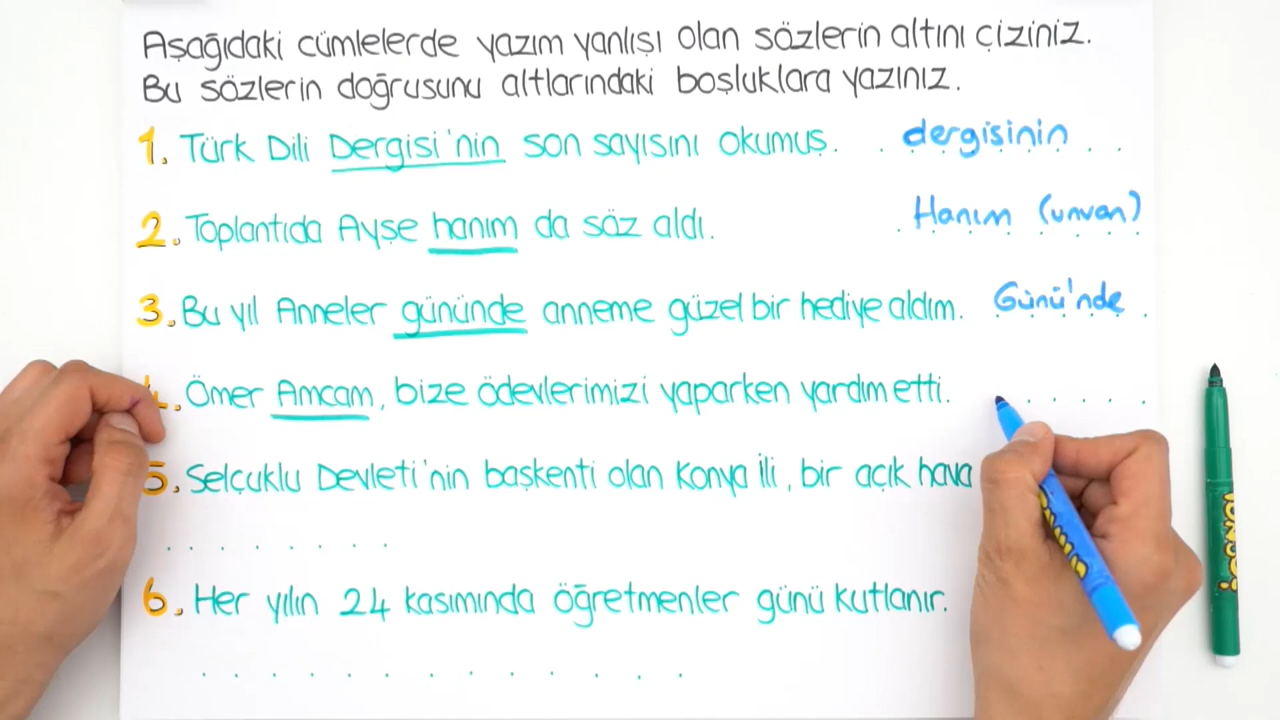 Aşağıdaki cümlelerde yazım yanlışı olan sözlerin altını çiziniz.
Bu sözlerin doğrusunu altlarındaki boşluklara yazınız.
1. Türk Dili Dergisi'nin son sayısını okumuş. dergisinin
2. Toplantıda Ayşe hanım da söz aldı. Hanım (unvan)
3. Bu yıl Anneler gününde anneme güzel bir hediye aldım. Günü'nde
4. Ömer Amcam, bize ödevlerimizi yaparken yardım etti.
5. Selçuklu Devleti'nin başkenti olan Konya İli, bir açık hava
6. Her yılın 24 kasımında öğretmenler günü kutlanır.